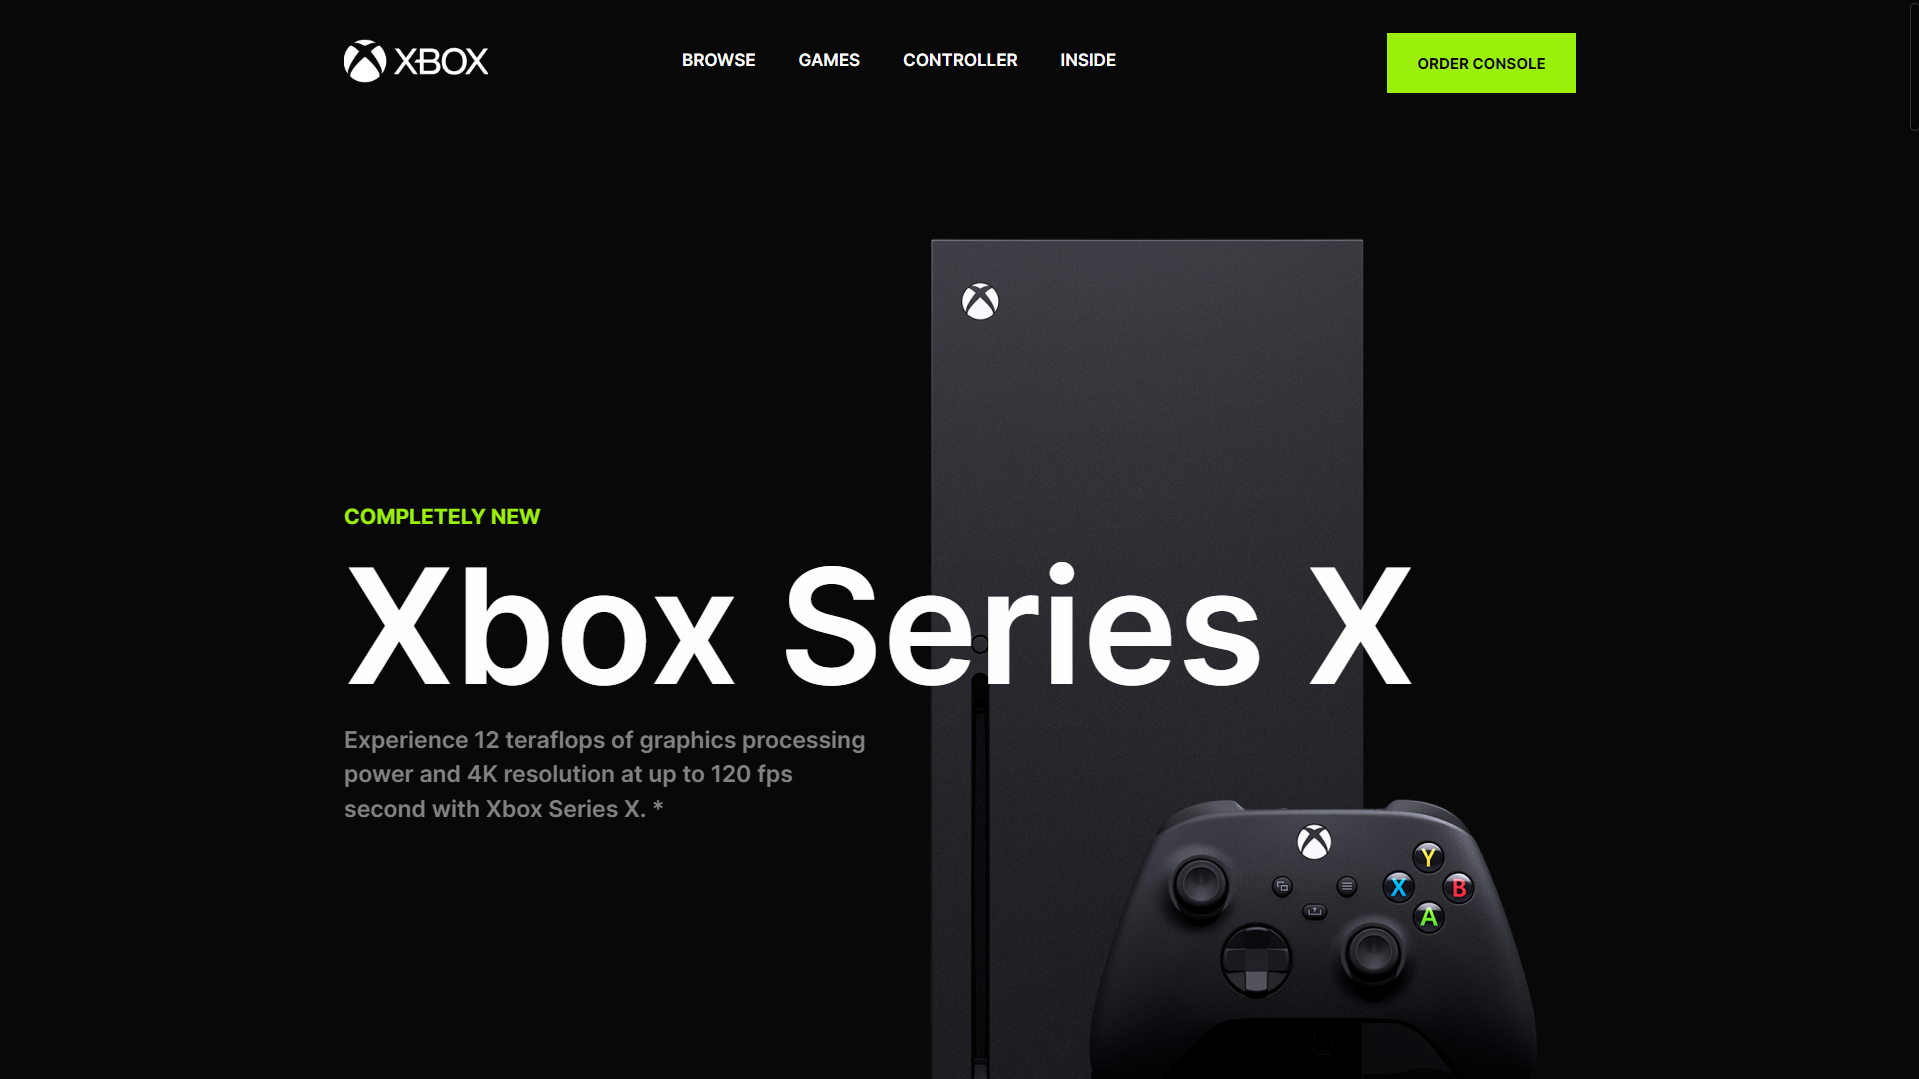 XBOX
BROWSE
GAMES
CONTROLLER
INSIDE
ORDER CONSOLE
COMPLETELY NEW
Xbox Series X
Experience 12 teraflops of graphics processing
power and 4K resolution at up to 120 fps
second with Xbox Series X. *
Y
X
B
A